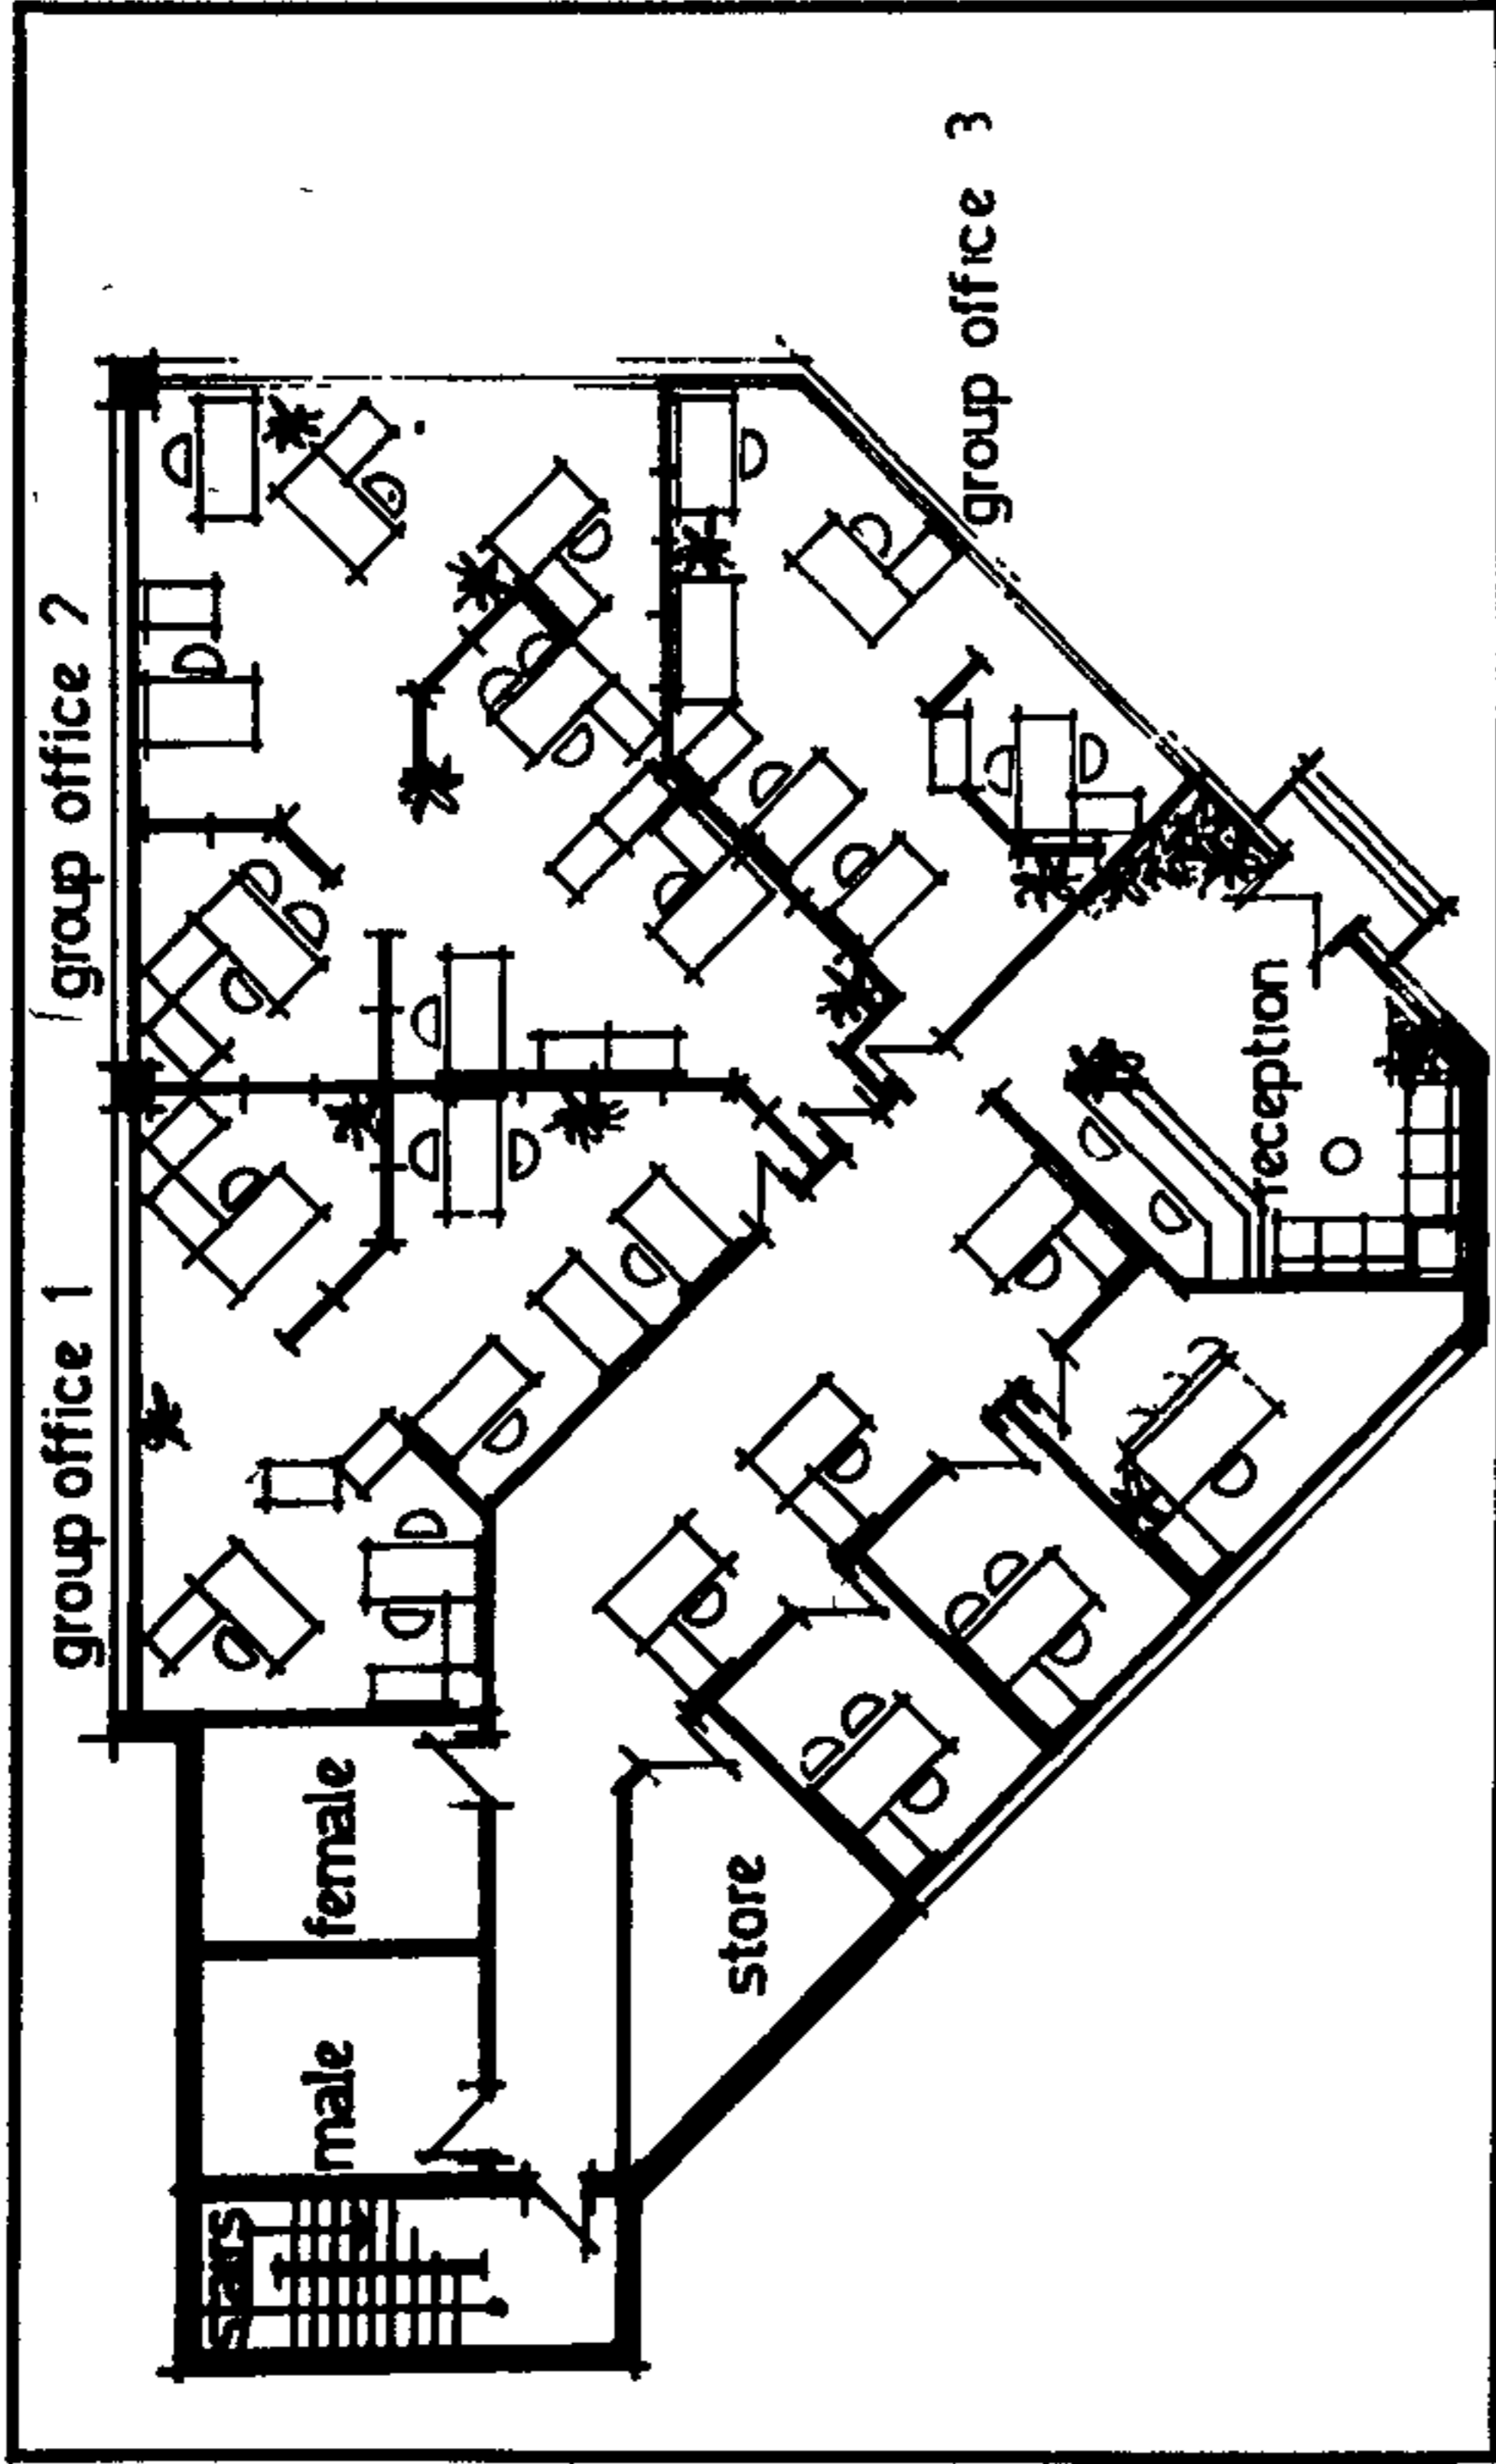 group office 1
group office 2
group office 3
stairs
male
female
store
reception